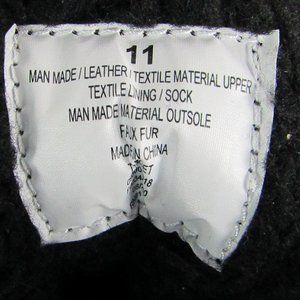 11
MAN MADE / LEATHER / TEXTILE MATERIAL UPPER
TEXTILE LINING / SOCK
MAN MADE MATERIAL OUTSOLE
FAUX FUR
MADE IN CHINA